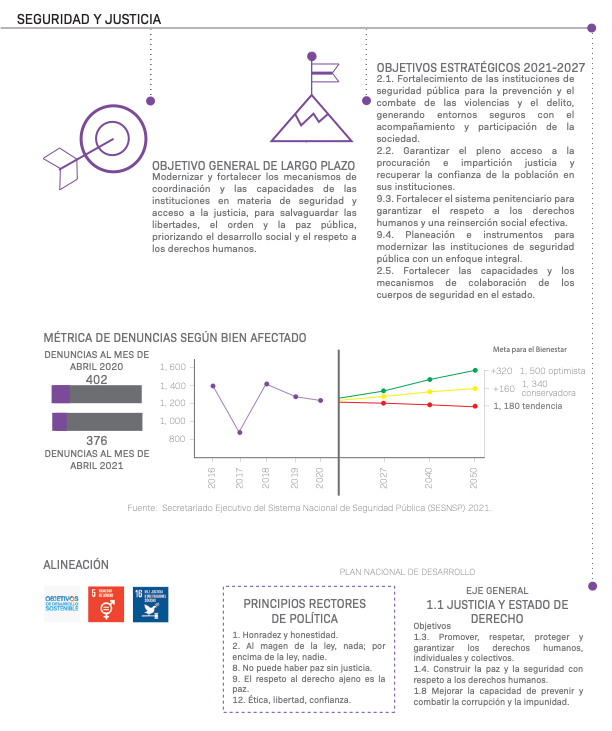 SEGURIDAD Y JUSTICIA
OBJETIVO GENERAL DE LARGO PLAZO
Modernizar y fortalecer los mecanismos de
coordinación y las capacidades de las
instituciones en materia de seguridad y
acceso a la justicia, para salvaguardar las
libertades, el orden y la paz pública,
priorizando el desarrollo social y el respeto a
los derechos humanos.
OBJETIVOS ESTRATÉGICOS 2021-2027
2.1. Fortalecimiento de las instituciones de
seguridad pública para la prevención y el
combate de las violencias y el delito,
generando entornos seguros con el
acompañamiento y participación de la
sociedad.
2.2. Garantizar el pleno acceso a la
procuración e impartición justicia y
recuperar la confianza de la población en
sus instituciones.
9.3. Fortalecer el sistema penitenciario para
garantizar el respeto a los derechos
humanos y una reinserción social efectiva.
9.4. Planeación e instrumentos para
modernizar las instituciones de seguridad
pública con un enfoque integral.
2.5. Fortalecer las capacidades y los
mecanismos de colaboración de los
cuerpos de seguridad en el estado.
MÉTRICA DE DENUNCIAS SEGÚN BIEN AFECTADO
DENUNCIAS AL MES DE
ABRIL 2020
402
376
DENUNCIAS AL MES DE
ABRIL 2021
1, 600
1, 400
1, 200
1, 000
800
2016
2017
2018
2019
2020
2027
2040
2050
Meta para el Bienestar
+320 1, 500 optimista
+160 1, 340
conservadora
1, 180 tendencia
Fuente: Secretariado Ejecutivo del Sistema Nacional de Seguridad Pública (SESNSP) 2021.
ALINEACIÓN
OBJETIVOS
DE DESARROLLO
SOSTENIBLE
5 IGUALDAD
DE GÉNERO
16 PAZ, JUSTICIA
E INSTITUCIONES
SÓLIDAS
PLAN NACIONAL DE DESARROLLO
PRINCIPIOS RECTORES
DE POLÍTICA
1. Honradez y honestidad.
2. Al magen de la ley, nada; por
encima de la ley, nadie.
8. No puede haber paz sin justicia.
9. El respeto al derecho ajeno es la
paz.
12. Ética, libertad, confianza.
EJE GENERAL
1.1 JUSTICIA Y ESTADO DE
DERECHO
Objetivos
1.3. Promover, respetar, proteger y
garantizar los derechos humanos,
individuales y colectivos.
1.4. Construir la paz y la seguridad con
respeto a los derechos humanos.
1.8 Mejorar la capacidad de prevenir y
combatir la corrupción y la impunidad.